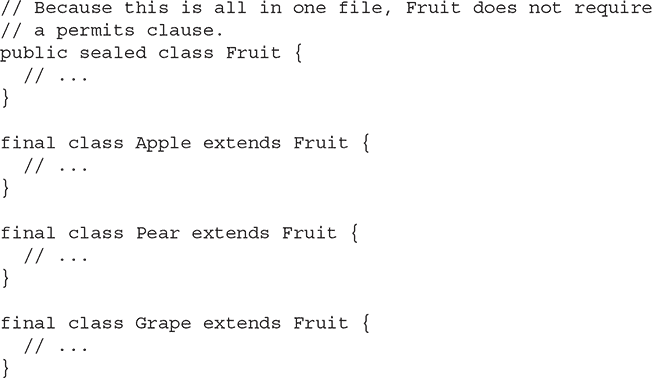 // Because this is all in one file, Fruit does not require
// a permits clause.
public sealed class Fruit {
  // ...
}

final class Apple extends Fruit {
  // ...
}

final class Pear extends Fruit {
  // ...
}

final class Grape extends Fruit {
  // ...
}